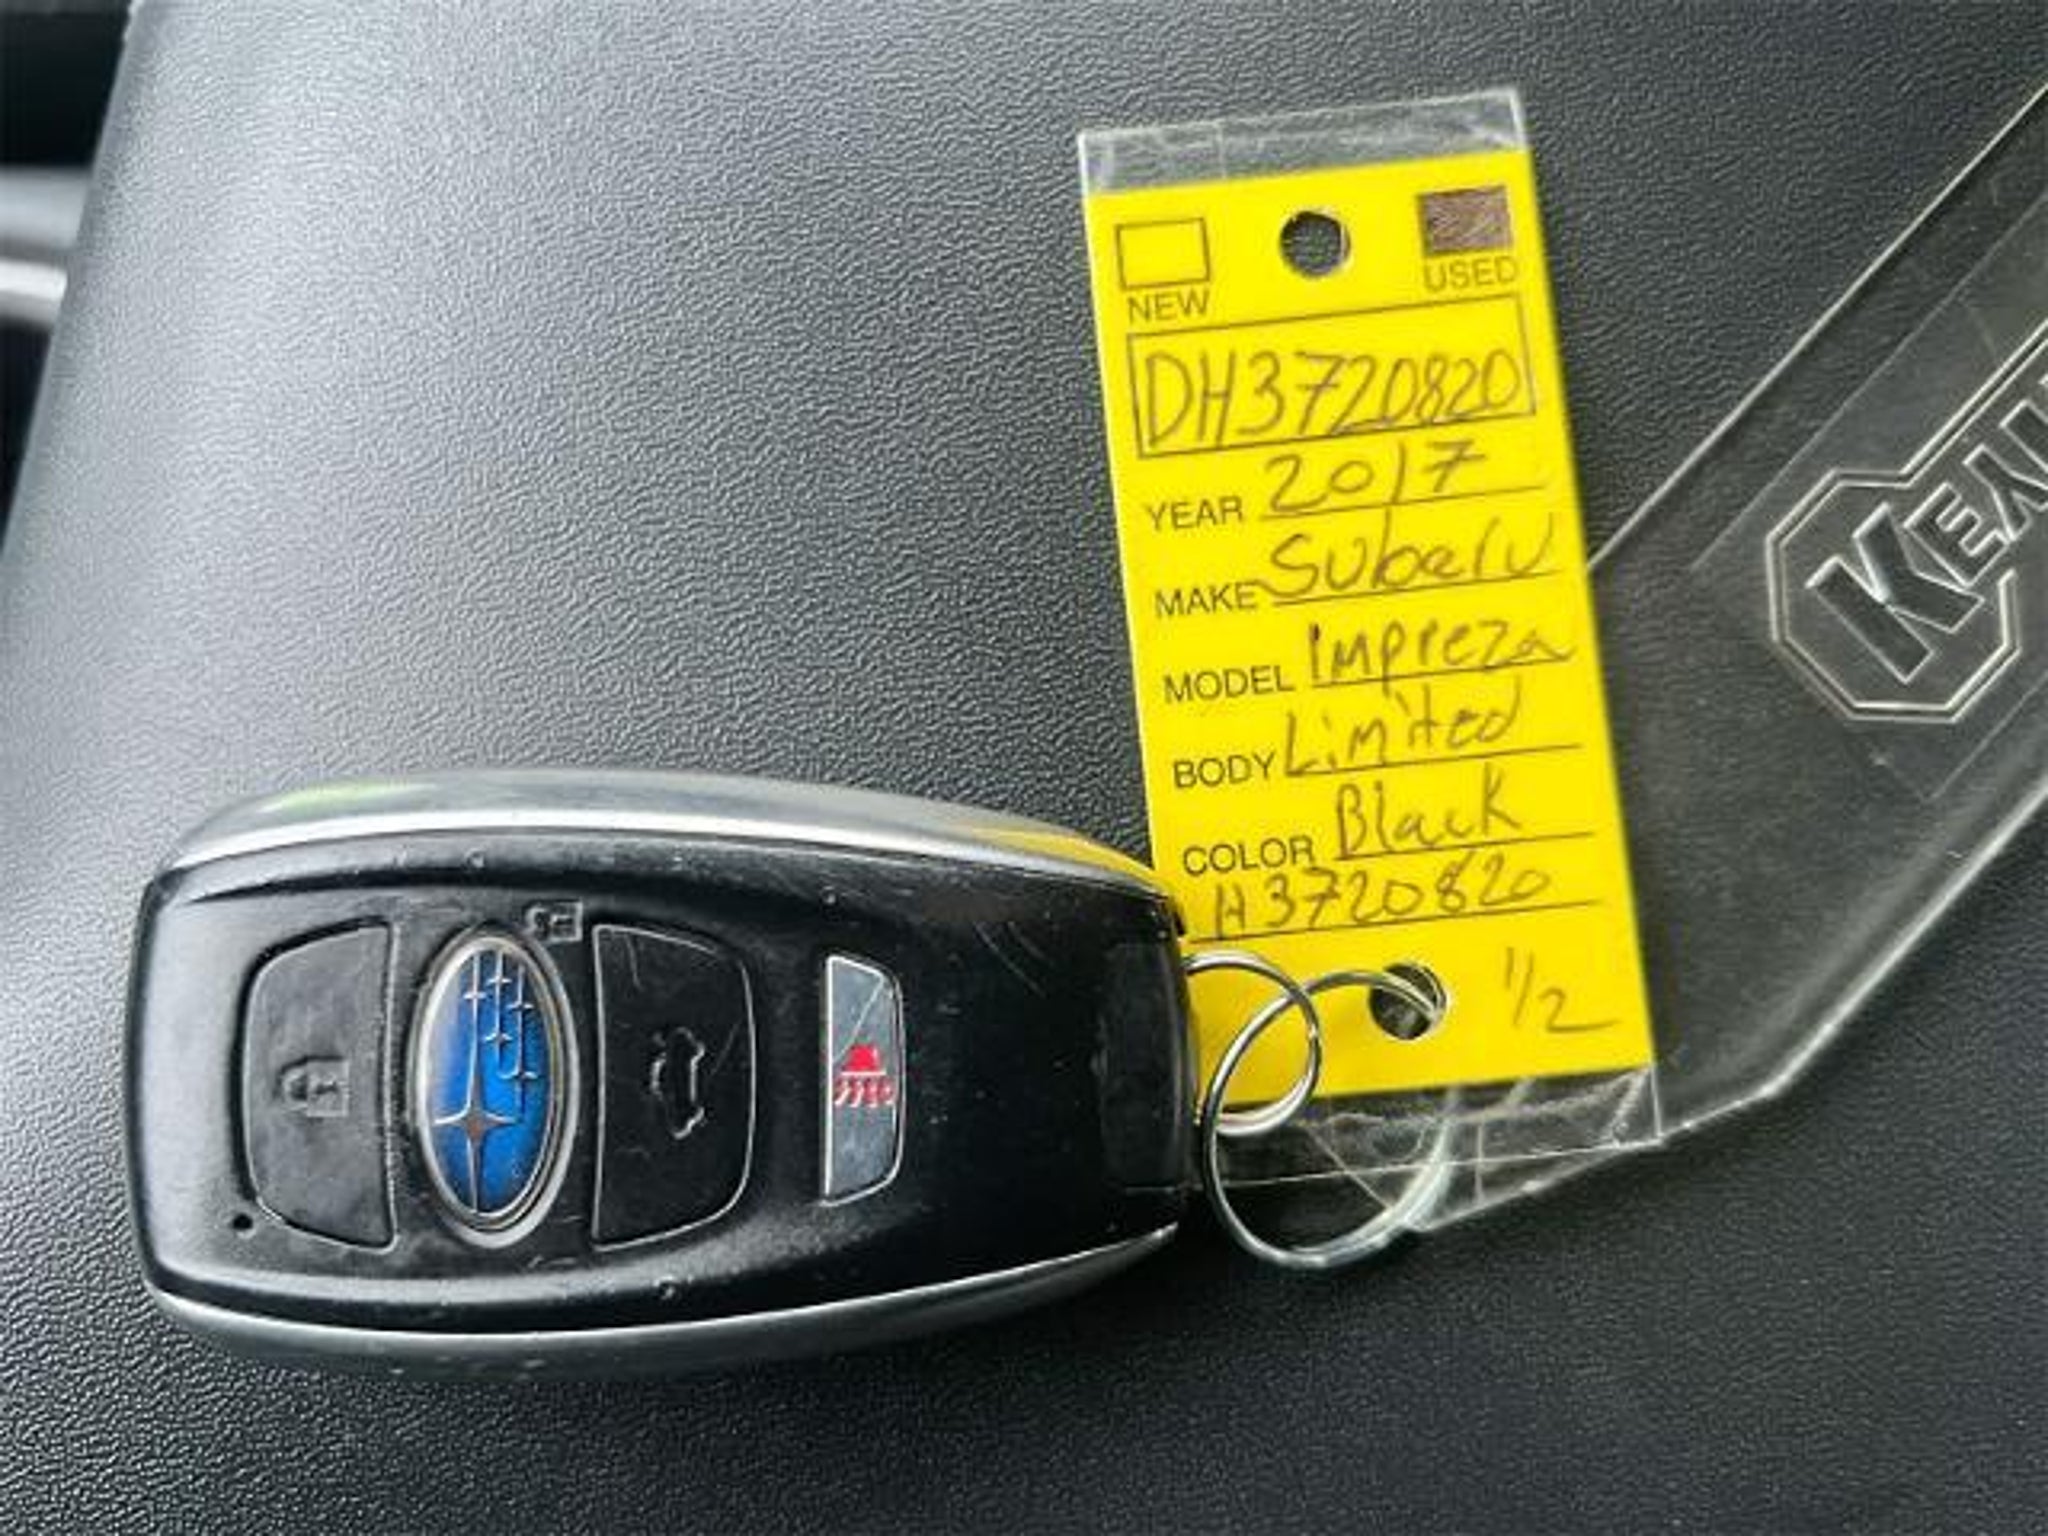 NEW USED
DH3720820
YEAR 2017
MAKE Subaru
MODEL Impreza
BODY Limited
COLOR Black
H3720820
1/2